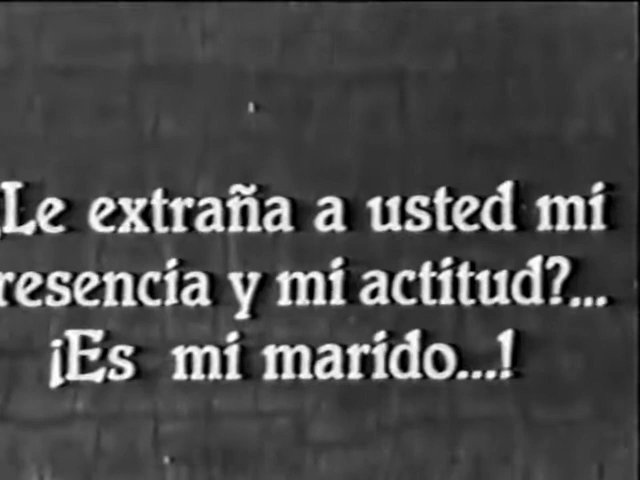 ¿Le extraña a usted mi
resencia y mi actitud?...
¡Es mi marido...!